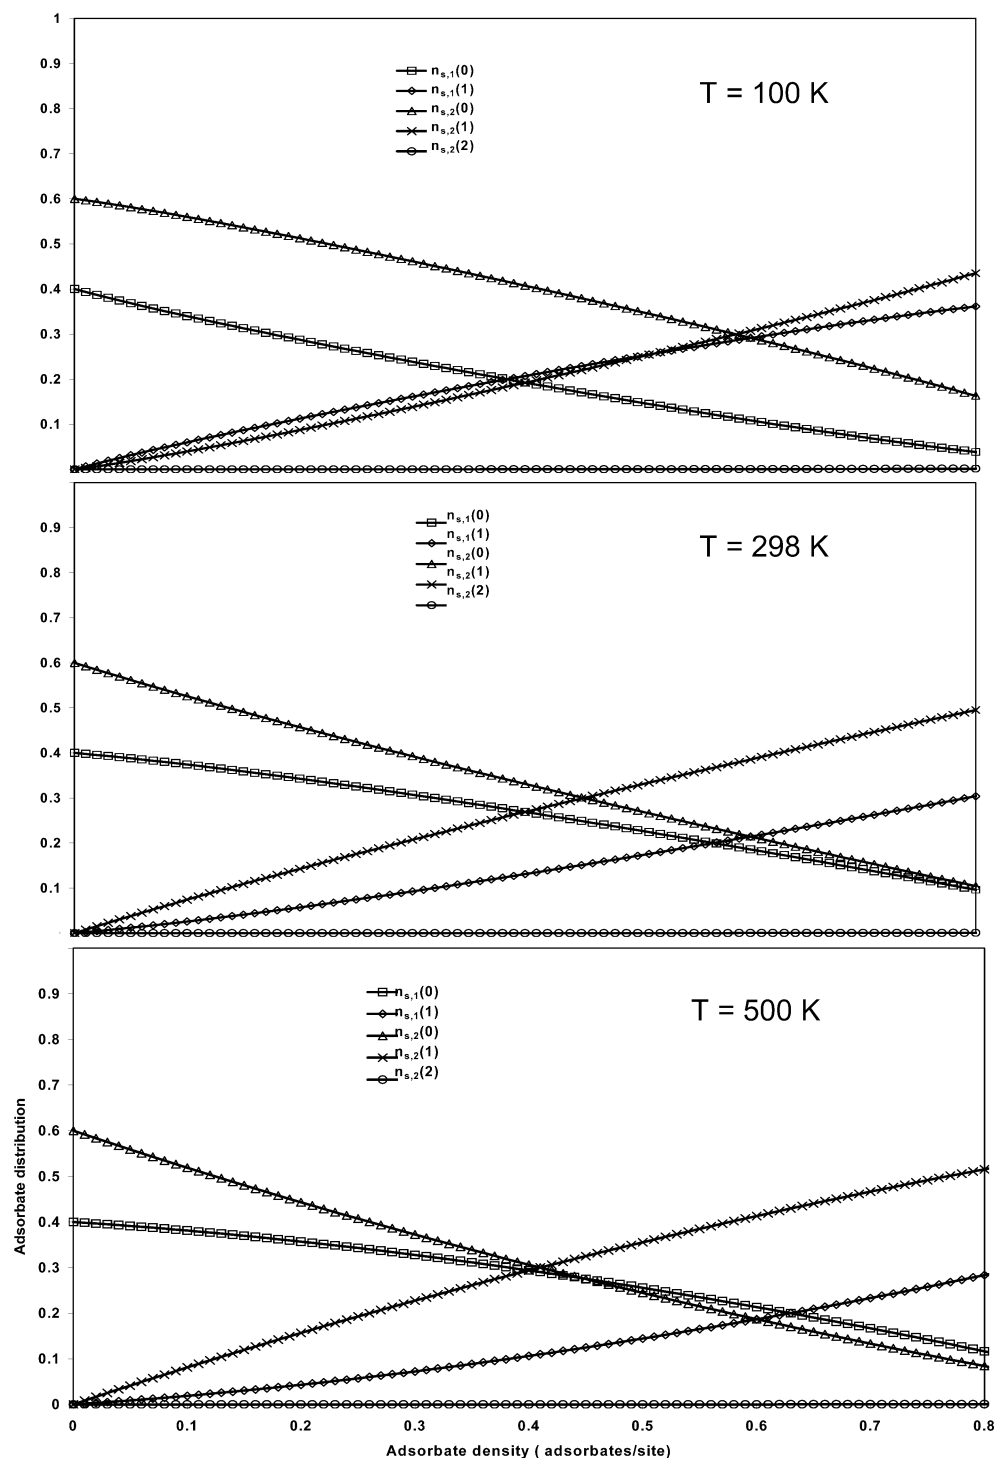 1
0.9
0.8
0.7
0.6
0.5
0.4
0.3
0.2
0.1
n s,1(0)
n s,1(1)
n s,2(0)
n s,2(1)
n s,2(2)
T = 100 K
0.9
0.8
0.7
0.6
0.5
0.4
0.3
0.2
0.1
n s,1(0)
n s,1(1)
n s,2(0)
n s,2(1)
n s,2(2)
T = 298 K
0.9
0.8
0.7
0.6
0.5
0.4
0.3
0.2
0.1
0
n s,1(0)
n s,1(1)
n s,2(0)
n s,2(1)
n s,2(2)
T = 500 K
Adsorbate distribution
0 0.1 0.2 0.3 0.4 0.5 0.6 0.7 0.8
Adsorbate density ( adsorbates/site)